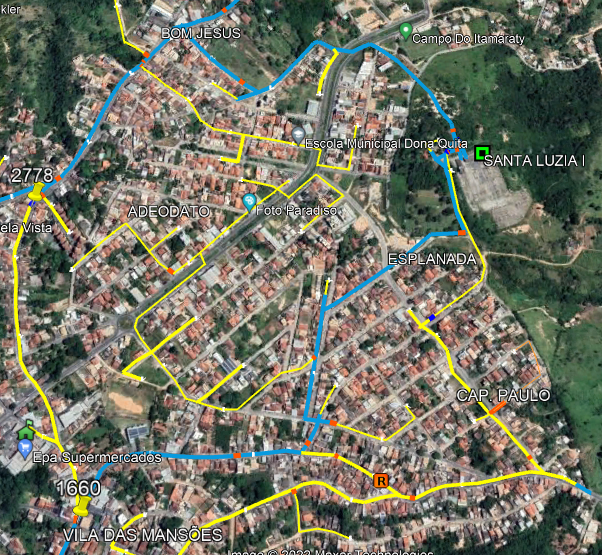 kler
BOM JESUS
Campo Do Itamaraty
Escola Municipal Dona Quita
SANTA LUZIA I
2778
ADEODATO
Foto Paradiso
ela Vista
ESPLANADA
CAP. PAULO
Epa Supermercados
R
1660
VILA DAS MANSÕES
Image © 2022 Maxar Technologies